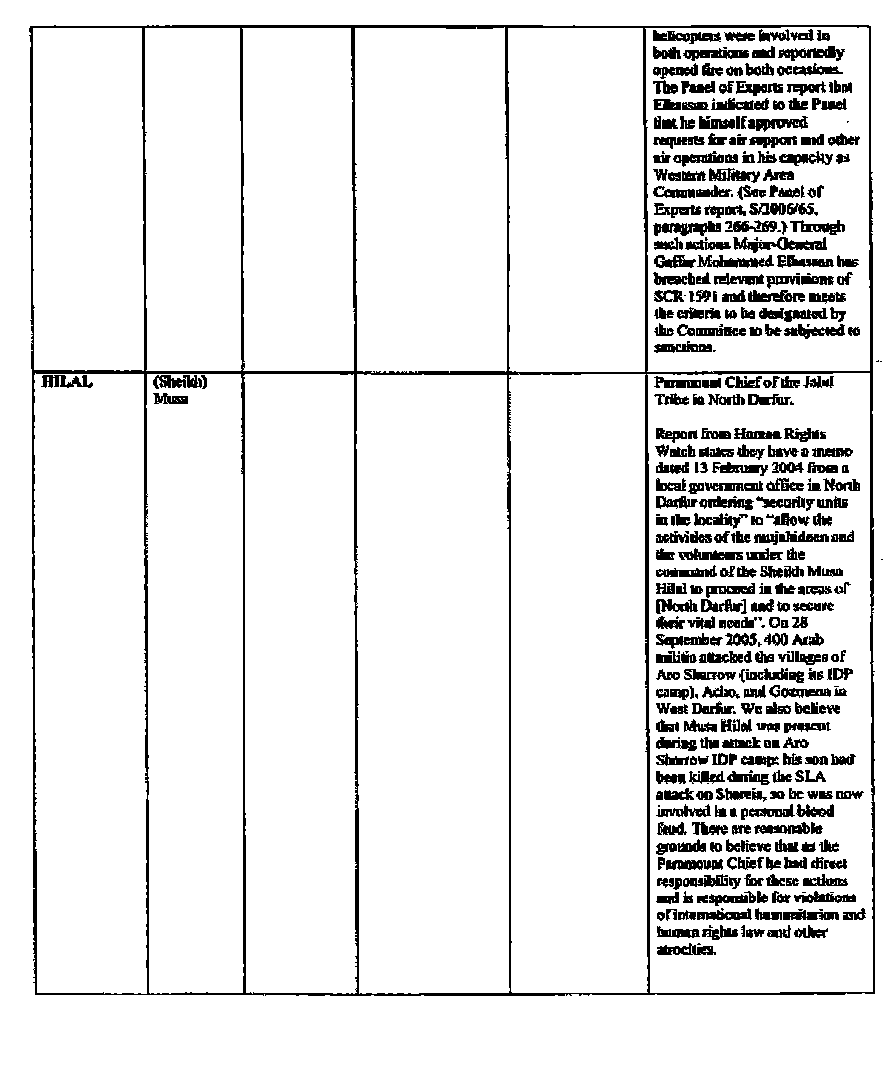 helicopters were involved in
both operations and reportedly
opened fire on both occasions.
The Panel of Experts report that
Elhassan indicated to the Panel
that he himself approved
requests for air support and other
air operations in his capacity as
Western Military Area
Commander. (See Panel of
Experts report, S/2006/65,
paragraphs 266-269.) Through
such actions Major-General
Gaffar Mohammed Elhassan has
breached relevant provisions of
SCR 1591 and therefore meets
the criteria to be designated by
the Committee to be subjected to
sanctions.
HILAL
(Sheikh)
Musa
Paramount Chief of the Jalul
Tribe in North Darfur.
Report from Human Rights
Watch states they have a memo
dated 13 February 2004 from a
local government office in North
Darfur ordering "security units
in the locality" to "allow the
activities of the mujahideen and
the volunteers under the
command of the Sheikh Musa
Hilal to proceed in the areas of
[North Darfur] and to secure
their vital needs". On 28
September 2005, 400 Arab
militia attacked the villages of
Aro Sharrow (including its IDP
camp), Acho, and Gozmena in
West Darfur. We also believe
that Musa Hilal was present
during the attack on Aro
Sharrow IDP camp: his son had
been killed during the SLA
attack on Shareia, so he was now
involved in a personal blood
feud. There are reasonable
grounds to believe that as the
Paramount Chief he had direct
responsibility for these actions
and is responsible for violations
of international humanitarian and
human rights law and other
atrocities.